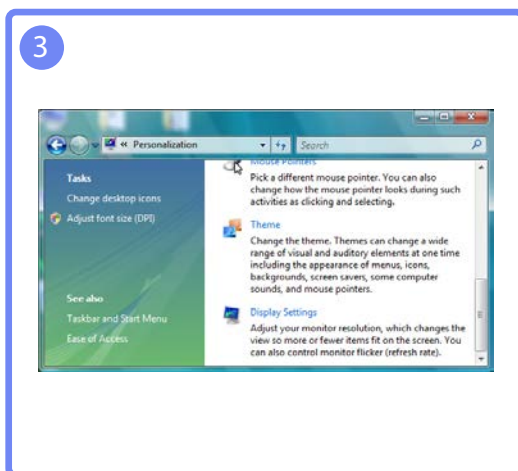 3
« Personalization
Search
Tasks
Change desktop icons
Adjust font size (DPI)
See also
Taskbar and Start Menu
Ease of Access
Mouse Pointers
Pick a different mouse pointer. You can also
change how the mouse pointer looks during such
activities as clicking and selecting.
Theme
Change the theme. Themes can change a wide
range of visual and auditory elements at one time
including the appearance of menus, icons,
backgrounds, screen savers, some computer
sounds, and mouse pointers.
Display Settings
Adjust your monitor resolution, which changes the
view so more or fewer items fit on the screen. You
can also control monitor flicker (refresh rate).